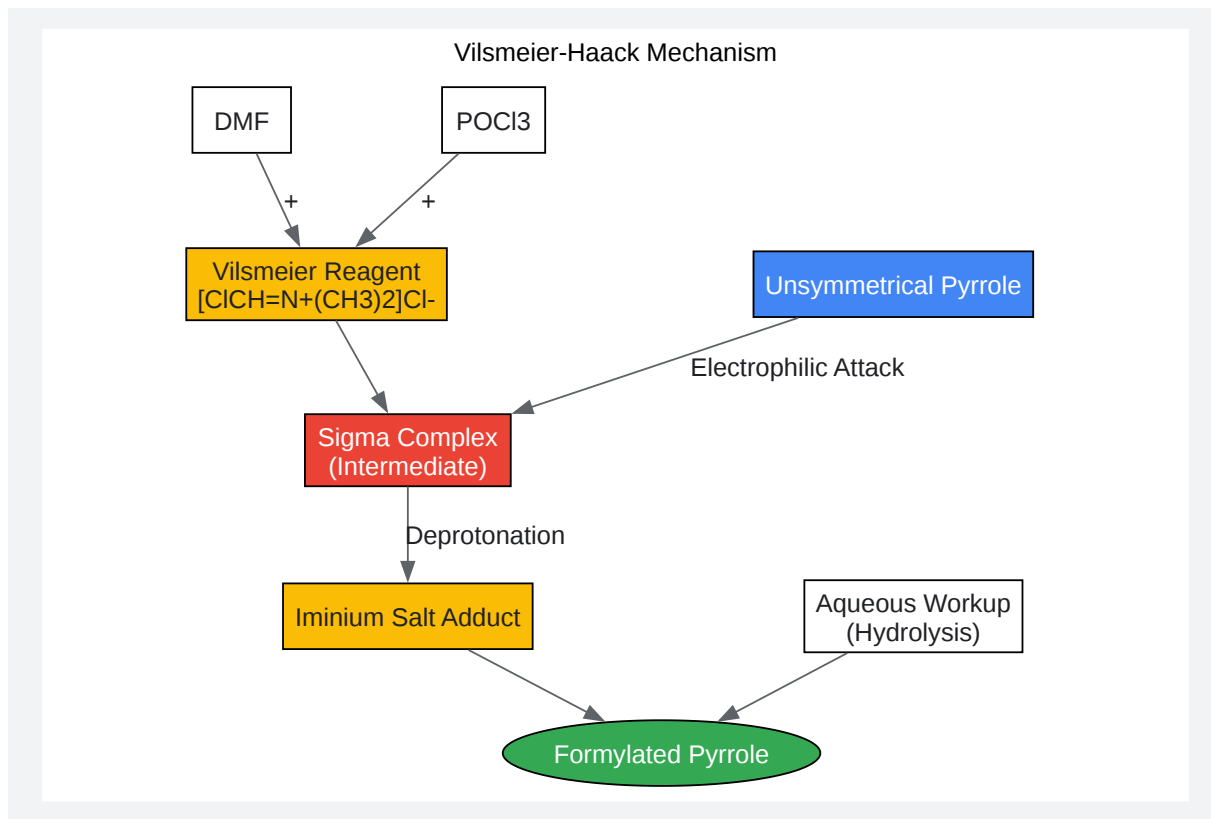 Vilsmeier-Haack Mechanism
DMF
POCl3
+
+
Vilsmeier Reagent
[ClCH=N+(CH3)2]Cl-
Unsymmetrical Pyrrole
Electrophilic Attack
Sigma Complex
(Intermediate)
Deprotonation
Iminium Salt Adduct
Aqueous Workup
(Hydrolysis)
Formylated Pyrrole